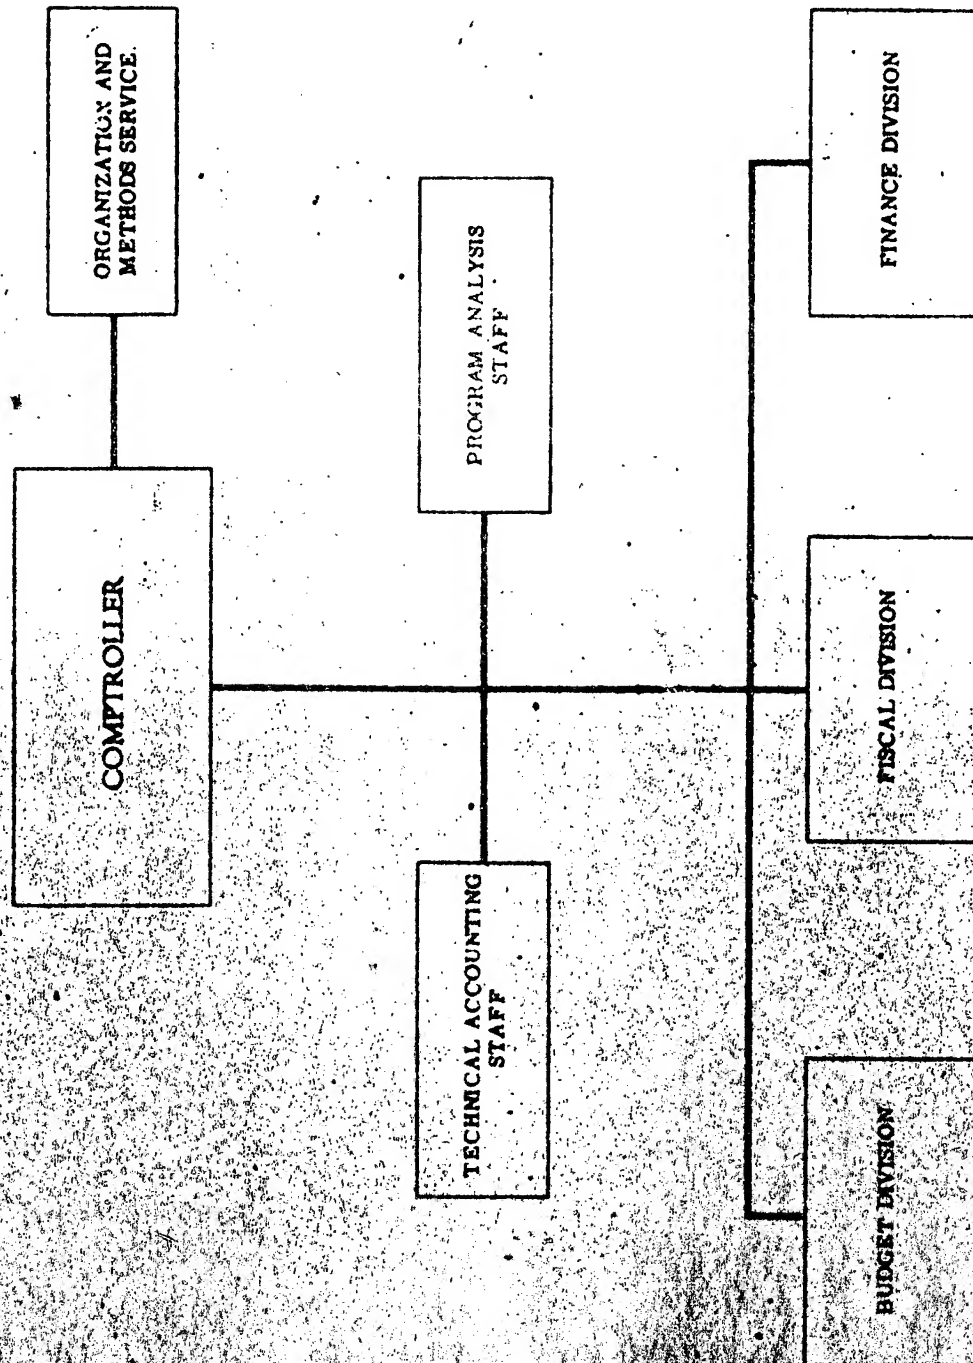 COMPTROLLER
ORGANIZATION AND
METHODS SERVICE.
TECHNICAL ACCOUNTING
STAFF
PROGRAM ANALYSIS
STAFF
BUDGET DIVISION
FISCAL DIVISION
FINANCE DIVISION